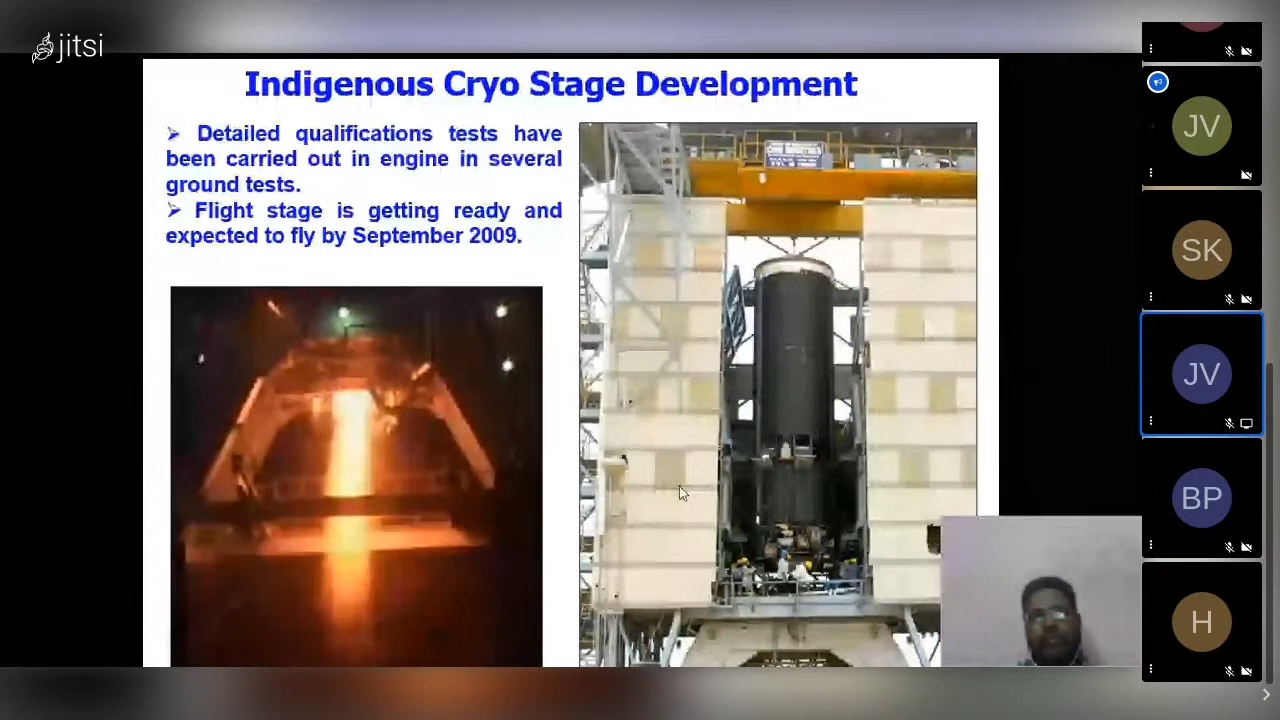 jitsi
Indigenous Cryo Stage Development
➢ Detailed qualifications tests have
been carried out in engine in several
ground tests.
➢ Flight stage is getting ready and
expected to fly by September 2009.
JV
SK
JV
BP
H